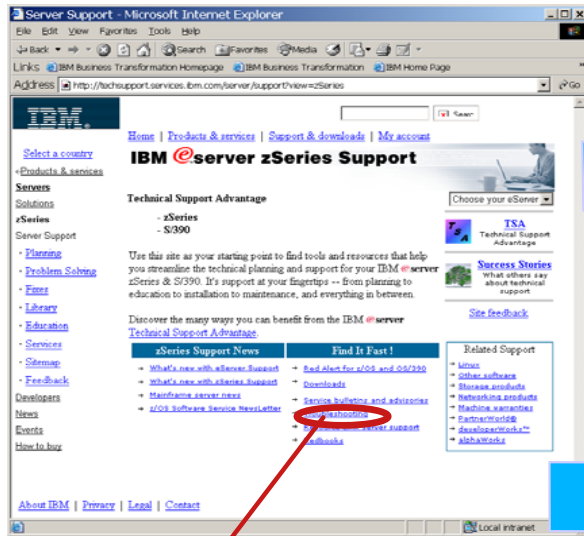 Server Support - Microsoft Internet Explorer
File Edit View Favorites Tools Help
Back Search Favorites Media
Links IBM Business Transformation Homepage IBM Business Transformation IBM Home Page
Address http://techsupport.services.ibm.com/server/support?view=zSeries Go
IBM.
Home | Products & services | Support & downloads | My account
Select a country
Products & services
Servers
Solutions
zSeries
Server Support
- Planning
- Problem Solving
- Fixes
- Library
- Education
- Services
- Sitemap
- Feedback
Developers
News
Events
How to buy
IBM eserver zSeries Support
Technical Support Advantage
- zSeries
- S/390
Use this site as your starting point to find tools and resources that help
you streamline the technical planning and support for your IBM eserver
zSeries & S/390. It's support at your fingertips -- from planning to
education to installation to maintenance, and everything in between.
Discover the many ways you can benefit from the IBM eserver
Technical Support Advantage.
zSeries Support News
What's new with eServer Support
What's new with zSeries Support
Mainframe server news
z/OS Software Service NewsLetter
Find It Fast !
Red Alert for z/OS and OS/390
Downloads
Service bulletins and advisories
Troubleshooting
server support
Redbooks
Choose your eServer
TSA
TSA
Technical Support
Advantage
Success Stories
What others say
about technical
support
Site feedback
Related Support
Linux
Other software
Storage products
Networking products
Machine warranties
PartnerWorld®
developerWorks™
alphaWorks
About IBM | Privacy | Legal | Contact
Local intranet